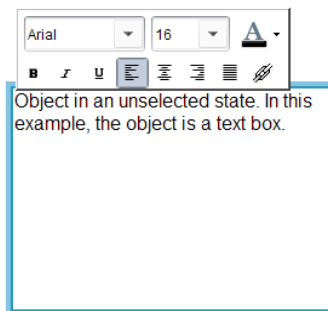 Arial 16 A
B I U
Object in an unselected state. In this
example, the object is a text box.